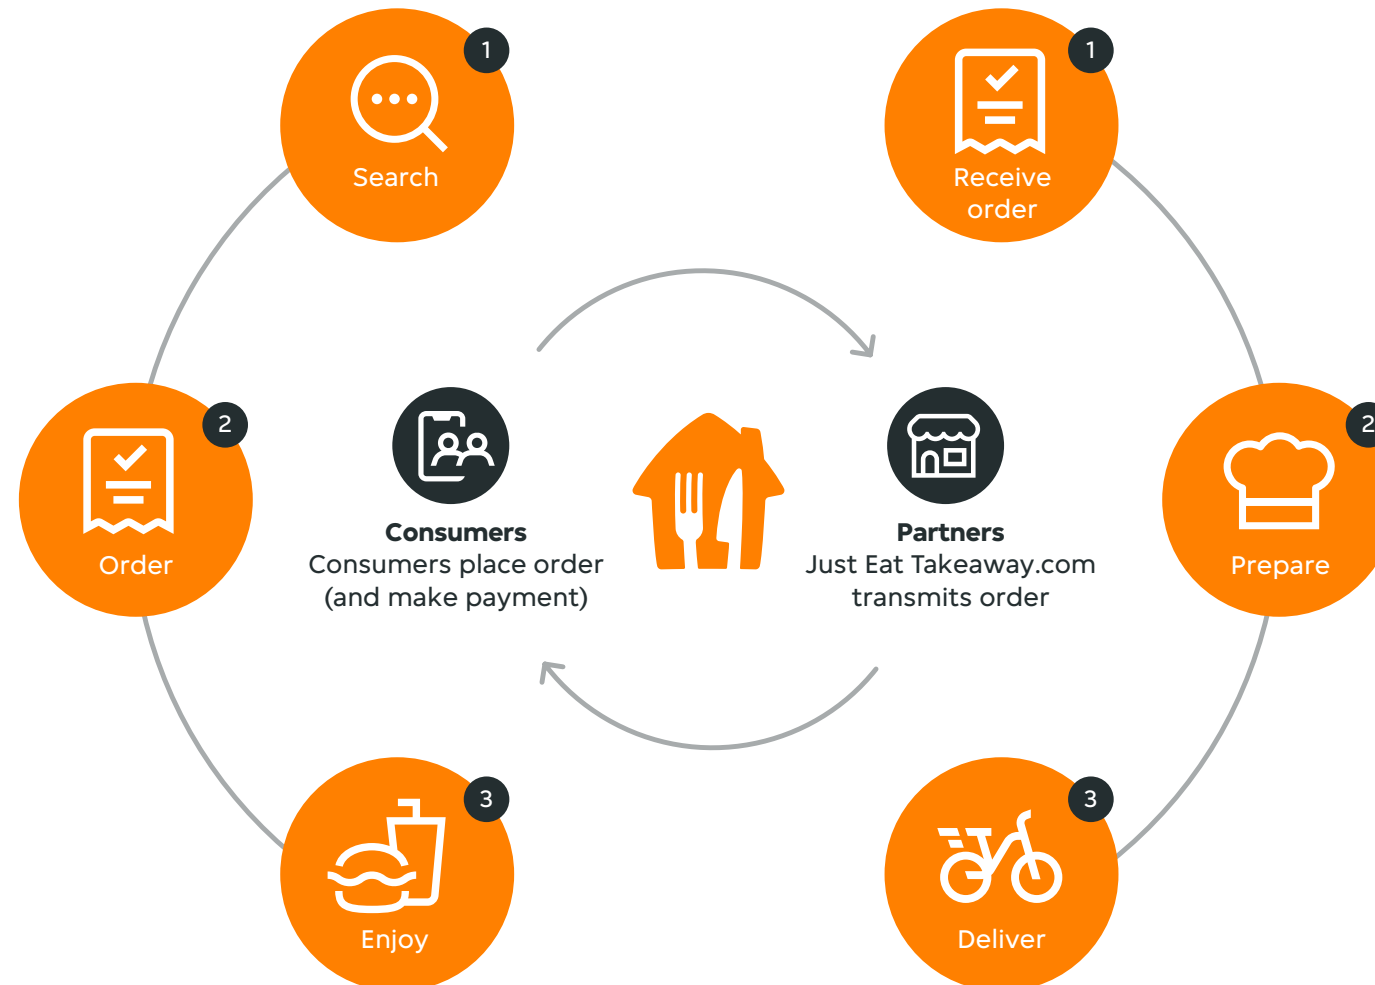 1
Search
2
Order
3
Enjoy
Consumers
Consumers place order
(and make payment)
Partners
Just Eat Takeaway.com
transmits order
1
Receive
order
2
Prepare
3
Deliver